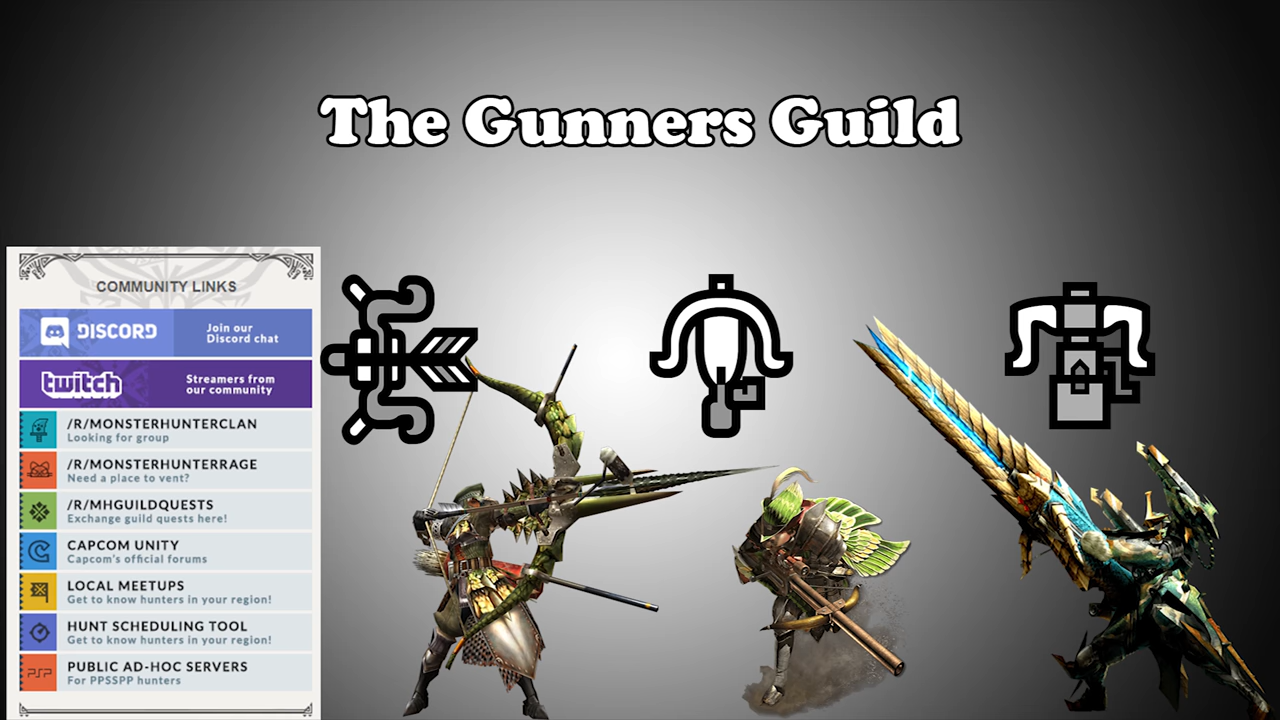 The Gunners Guild
COMMUNITY LINKS
DISCORD
Join our
Discord chat
twitch
Streamers from
our community
/R/MONSTERHUNTERCLAN
Looking for group
/R/MONSTERHUNTERRAGE
Need a place to vent?
/R/MHGUILDQUESTS
Exchange guild quests here!
CAPCOM UNITY
Capcom's official forums
LOCAL MEETUPS
Get to know hunters in your region!
HUNT SCHEDULING TOOL
Get to know hunters in your region!
PSP
PUBLIC AD-HOC SERVERS
For PPSSPP hunters